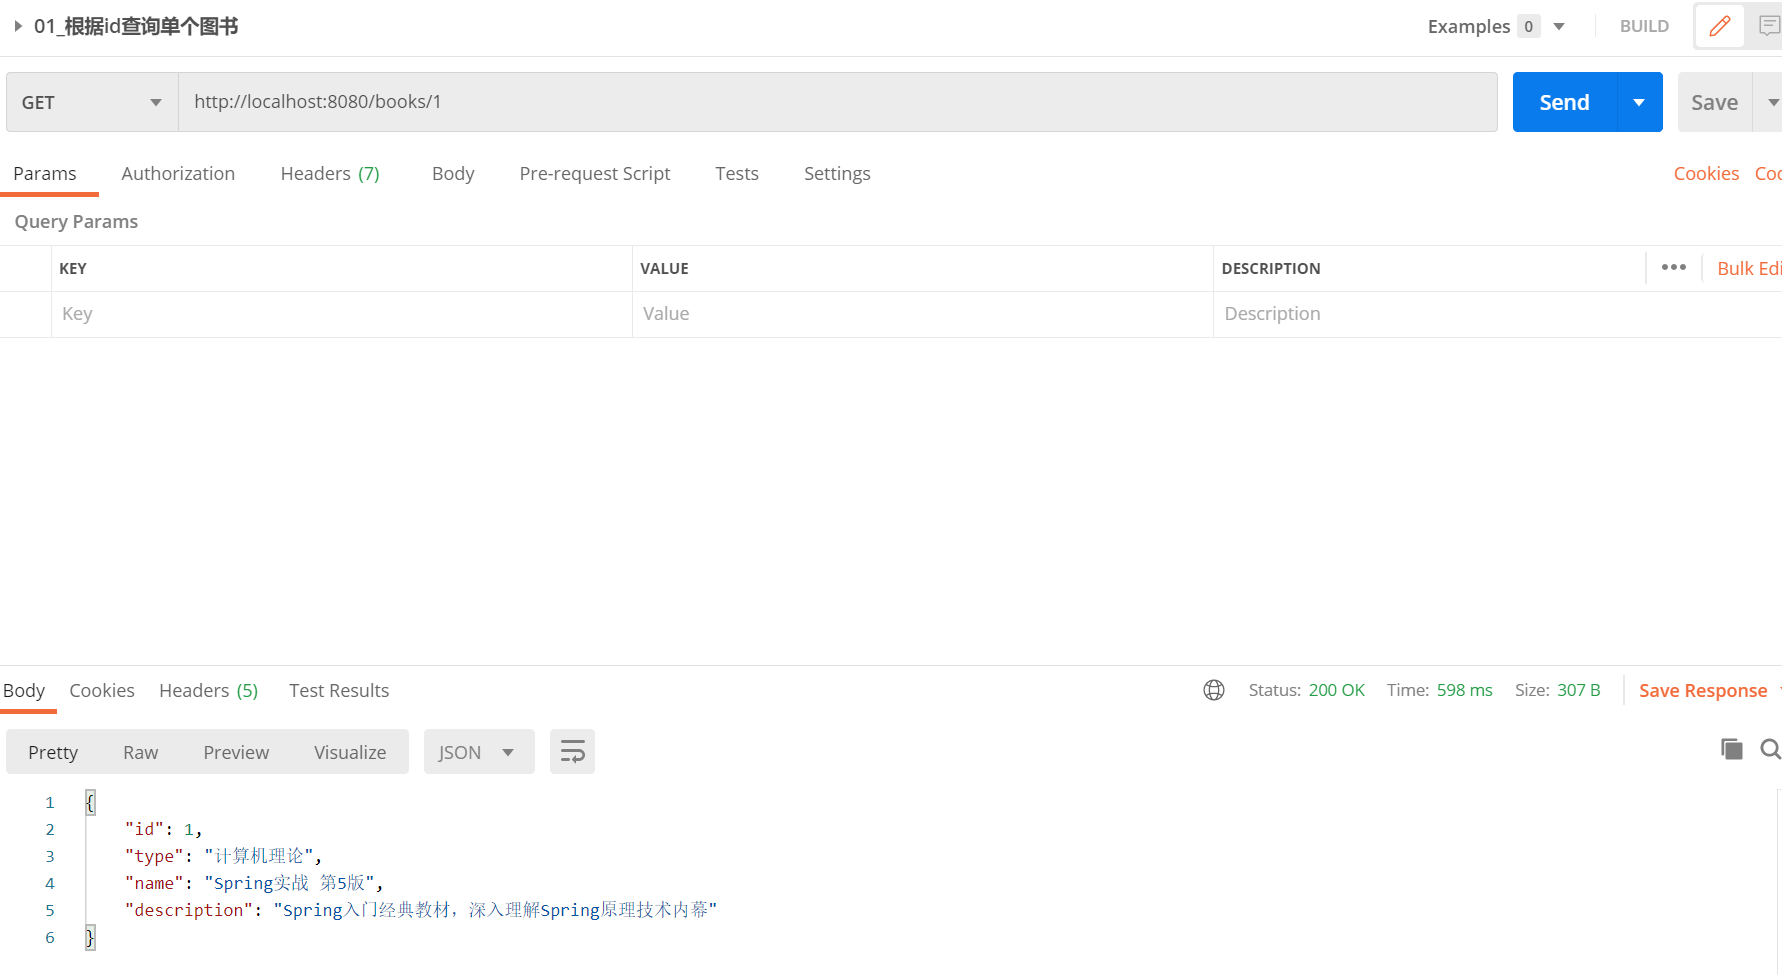 01_根据id查询单个图书
Examples 0 BUILD
GET http://localhost:8080/books/1 Send Save
Params Authorization Headers (7) Body Pre-request Script Tests Settings Cookies
Query Params
KEY VALUE DESCRIPTION ••• Bulk Edi
Key Value Description
Body Cookies Headers (5) Test Results Status: 200 OK Time: 598 ms Size: 307 B Save Response
Pretty Raw Preview Visualize JSON
1 {
2 "id": 1,
3 "type": "计算机理论",
4 "name": "Spring实战 第5版",
5 "description": "Spring入门经典教材，深入理解Spring原理技术内幕"
6 }